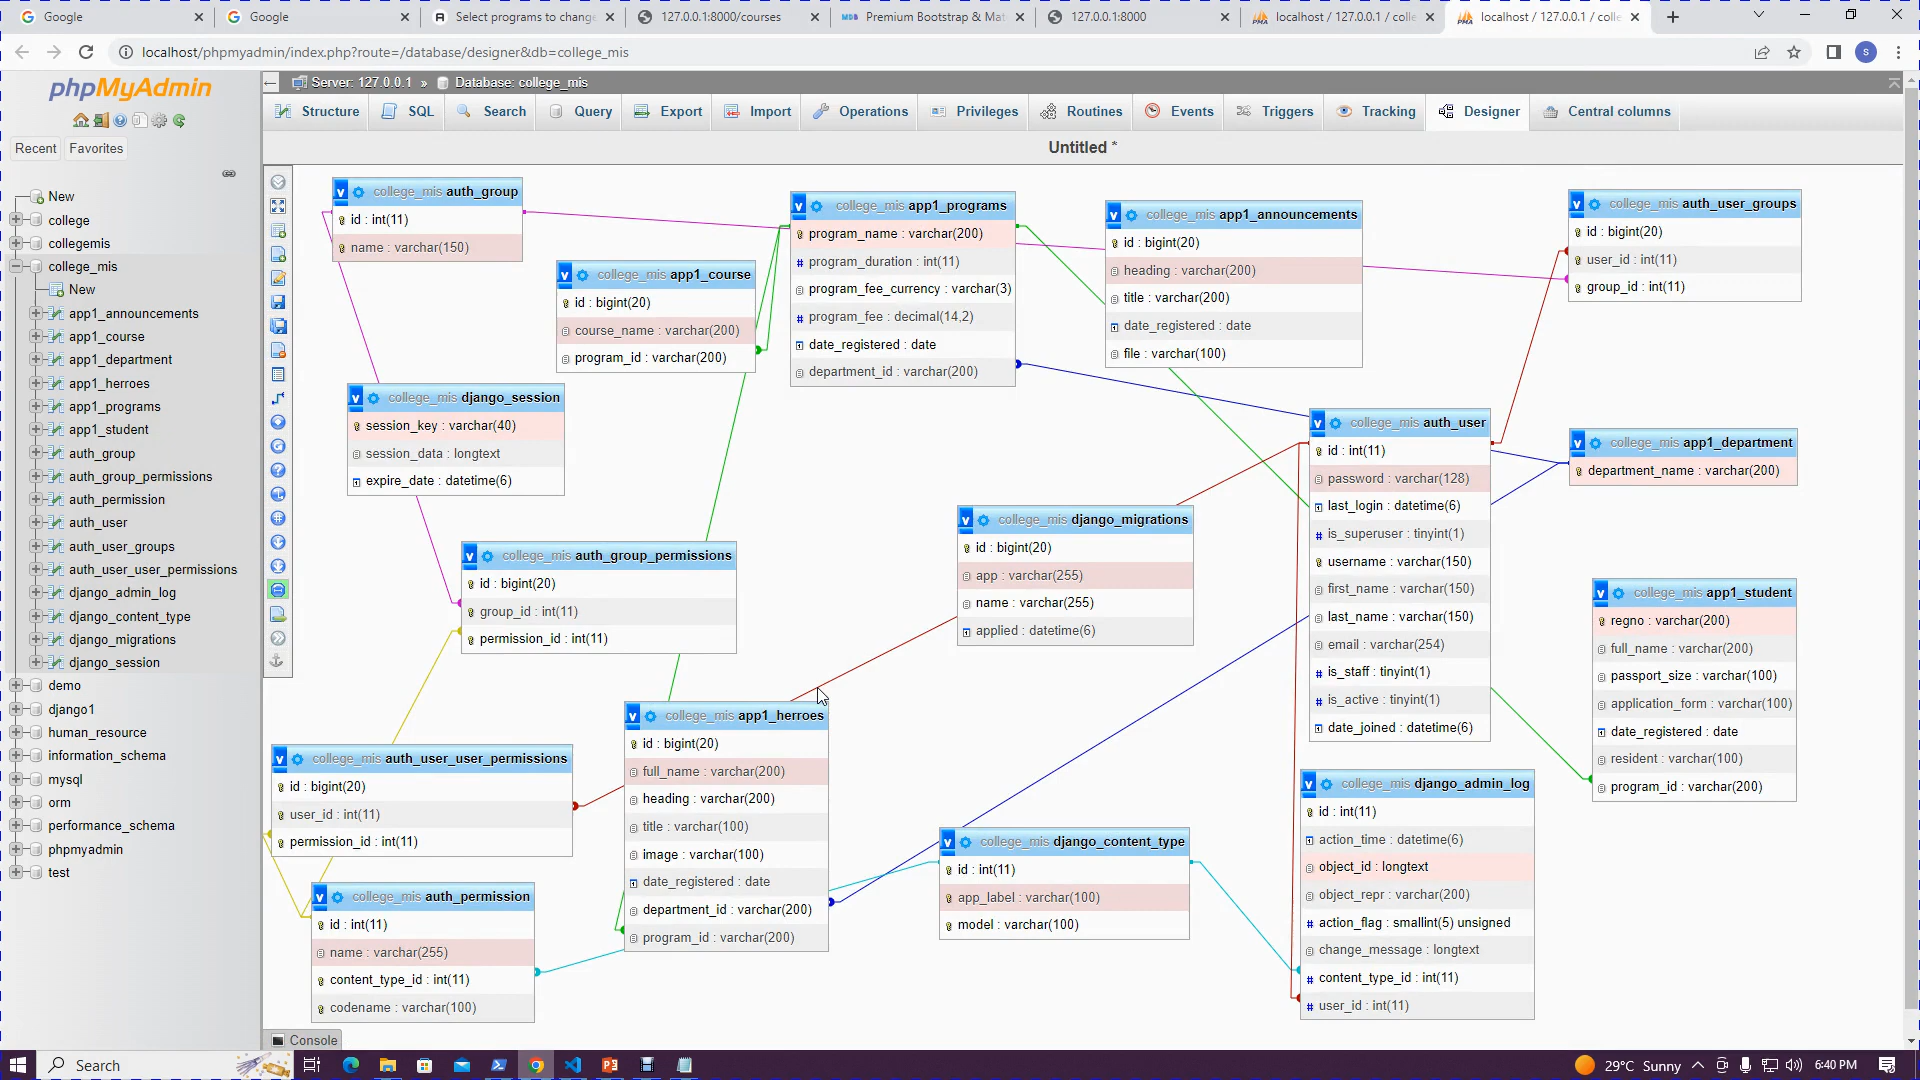 Google
Google
Select programs to change
127.0.0.1:8000/courses
Premium Bootstrap & Mat
127.0.0.1:8000
localhost / 127.0.0.1 / colle
localhost / 127.0.0.1 / colle
localhost/phpmyadmin/index.php?route=/database/designer&db=college_mis
S
phpMyAdmin
Recent
Favorites
New
college
collegemis
college_mis
New
app1_announcements
app1_course
app1_department
app1_herroes
app1_programs
app1_student
auth_group
auth_group_permissions
auth_permission
auth_user
auth_user_groups
auth_user_user_permissions
django_admin_log
django_content_type
django_migrations
django_session
demo
django1
human_resource
information_schema
mysql
orm
performance_schema
phpmyadmin
test
Server: 127.0.0.1 » Database: college_mis
Structure
SQL
Search
Query
Export
Import
Operations
Privileges
Routines
Events
Triggers
Tracking
Designer
Central columns
Untitled *
v college_mis auth_group
id : int(11)
name : varchar(150)
v college_mis app1_course
id : bigint(20)
course_name : varchar(200)
program_id : varchar(200)
v college_mis app1_programs
program_name : varchar(200)
# program_duration : int(11)
program_fee_currency : varchar(3)
# program_fee : decimal(14,2)
date_registered : date
department_id : varchar(200)
v college_mis app1_announcements
id : bigint(20)
heading : varchar(200)
title : varchar(200)
date_registered : date
file : varchar(100)
v college_mis auth_user_groups
id : bigint(20)
user_id : int(11)
group_id : int(11)
v college_mis django_session
session_key : varchar(40)
session_data : longtext
expire_date : datetime(6)
v college_mis auth_user
id : int(11)
password : varchar(128)
last_login : datetime(6)
# is_superuser : tinyint(1)
username : varchar(150)
first_name : varchar(150)
last_name : varchar(150)
email : varchar(254)
# is_staff : tinyint(1)
# is_active : tinyint(1)
date_joined : datetime(6)
v college_mis app1_department
department_name : varchar(200)
v college_mis django_migrations
id : bigint(20)
app : varchar(255)
name : varchar(255)
applied : datetime(6)
v college_mis auth_group_permissions
id : bigint(20)
group_id : int(11)
permission_id : int(11)
v college_mis app1_student
regno : varchar(200)
full_name : varchar(200)
passport_size : varchar(100)
application_form : varchar(100)
date_registered : date
resident : varchar(100)
program_id : varchar(200)
v college_mis app1_herroes
id : bigint(20)
full_name : varchar(200)
heading : varchar(200)
title : varchar(100)
image : varchar(100)
date_registered : date
department_id : varchar(200)
program_id : varchar(200)
v college_mis auth_user_user_permissions
id : bigint(20)
user_id : int(11)
permission_id : int(11)
v college_mis django_admin_log
id : int(11)
action_time : datetime(6)
object_id : longtext
object_repr : varchar(200)
# action_flag : smallint(5) unsigned
change_message : longtext
# content_type_id : int(11)
# user_id : int(11)
v college_mis django_content_type
id : int(11)
app_label : varchar(100)
model : varchar(100)
v college_mis auth_permission
id : int(11)
name : varchar(255)
content_type_id : int(11)
codename : varchar(100)
Console
Search
29°C Sunny
6:40 PM